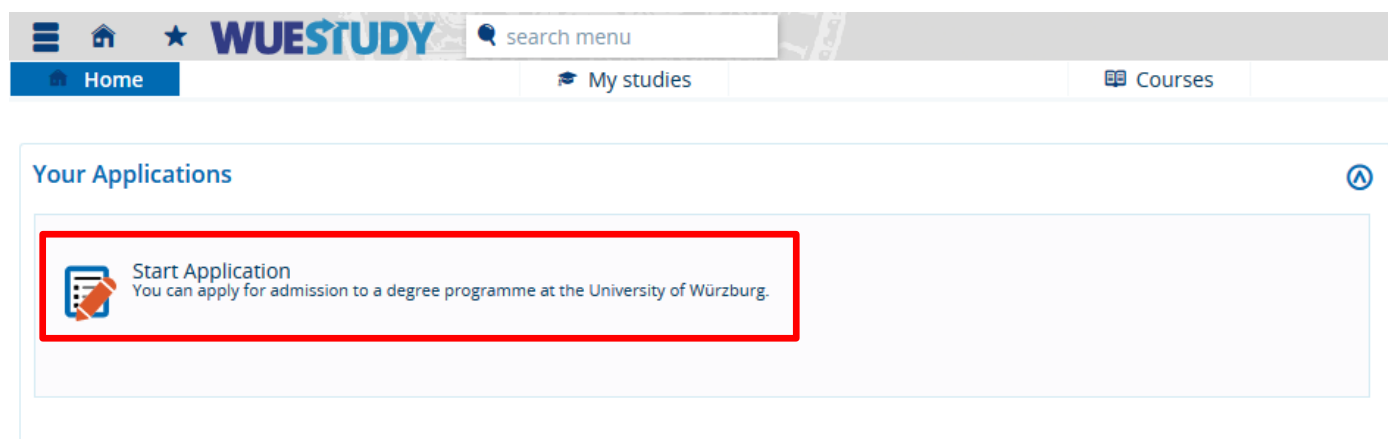 WUESTUDY search menu
Home My studies Courses
Your Applications
Start Application
You can apply for admission to a degree programme at the University of Würzburg.